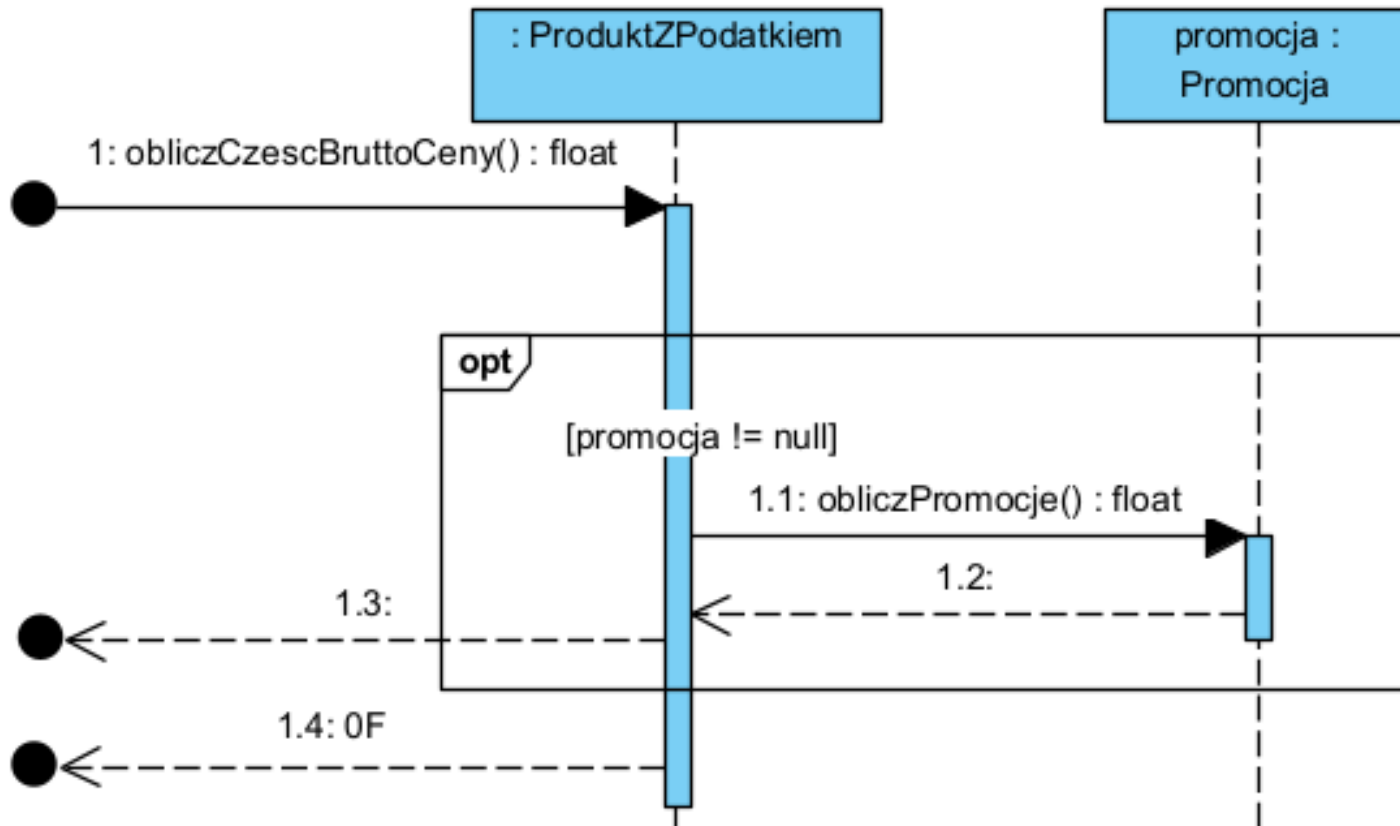 : ProduktZPodatkiem
promocja :
Promocja
1: obliczCzescBruttoCeny() : float
opt
[promocja != null]
1.1: obliczPromocje() : float
1.2:
1.3:
1.4: 0F